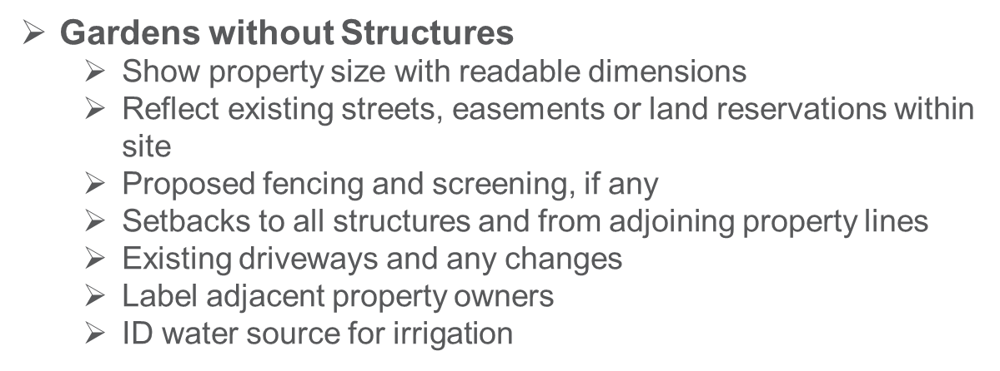 ➢ Gardens without Structures
➢ Show property size with readable dimensions
➢ Reflect existing streets, easements or land reservations within
site
➢ Proposed fencing and screening, if any
➢ Setbacks to all structures and from adjoining property lines
➢ Existing driveways and any changes
➢ Label adjacent property owners
➢ ID water source for irrigation